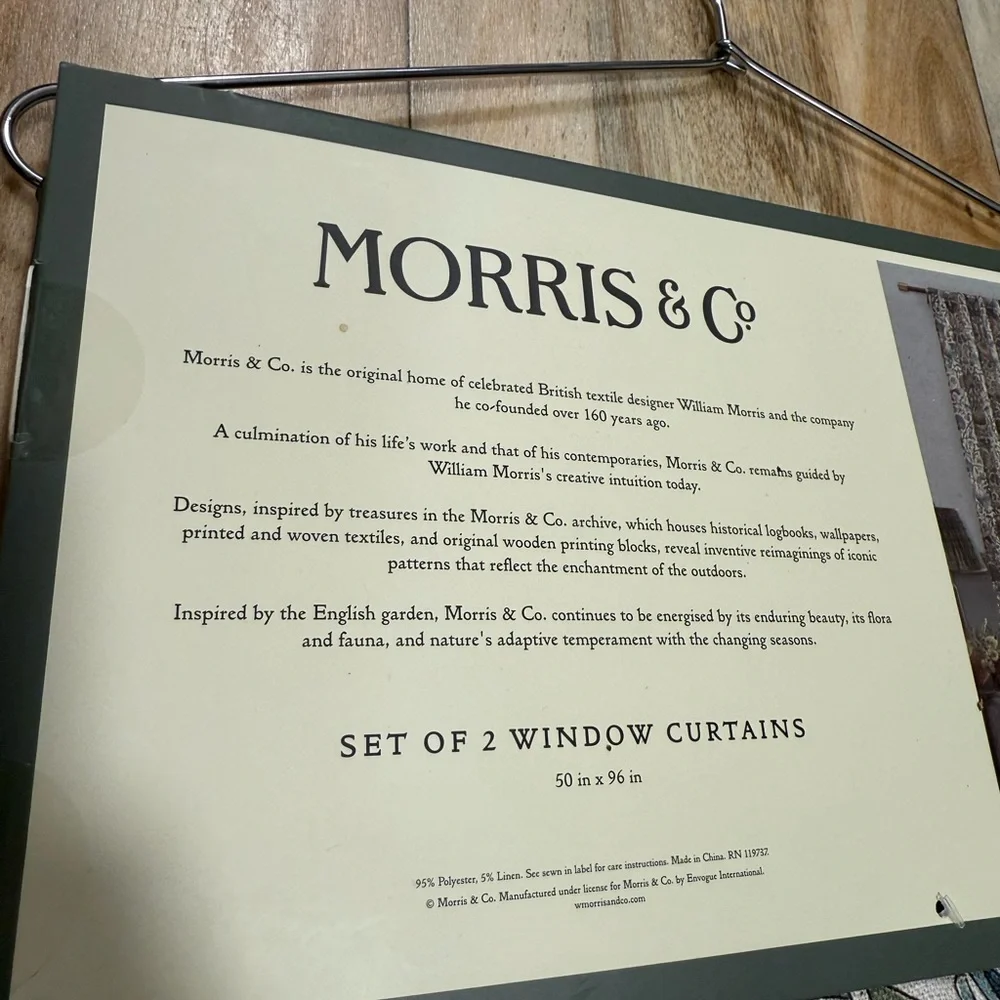 MORRIS & Co.
Morris & Co. is the original home of celebrated British textile designer William Morris and the company
he co-founded over 160 years ago.
A culmination of his life's work and that of his contemporaries, Morris & Co. remains guided by
William Morris's creative intuition today.
Designs, inspired by treasures in the Morris & Co. archive, which houses historical logbooks, wallpapers,
printed and woven textiles, and original wooden printing blocks, reveal inventive reimaginings of iconic
patterns that reflect the enchantment of the outdoors.
Inspired by the English garden, Morris & Co. continues to be energised by its enduring beauty, its flora
and fauna, and nature's adaptive temperament with the changing seasons.
SET OF 2 WINDOW CURTAINS
50 in x 96 in
95% Polyester, 5% Linen. See sewn in label for care instructions. Made in China. RN 119737.
© Morris & Co. Manufactured under license for Morris & Co. by Envogue International.
wmorrisandco.com